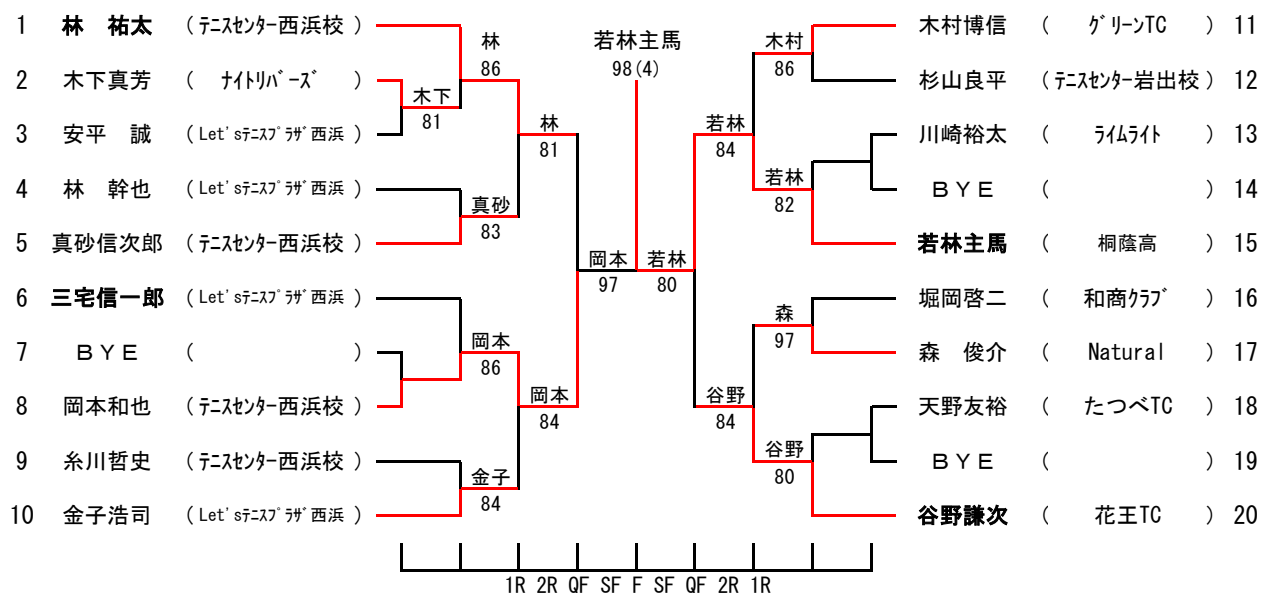 1 林　祐太 (テニスセンター西浜校)
2 木下真芳 (ナイトリバーズ)
3 安平　誠 (Let'sテニスプラザ西浜)
4 林　幹也 (Let'sテニスプラザ西浜)
5 真砂信次郎 (テニスセンター西浜校)
6 三宅信一郎 (Let'sテニスプラザ西浜)
7 ＢＹＥ (　)
8 岡本和也 (テニスセンター西浜校)
9 糸川哲史 (テニスセンター西浜校)
10 金子浩司 (Let'sテニスプラザ西浜)
木下
81
林
86
真砂
83
岡本
86
金子
84
林
81
岡本
84
岡本
97
若林主馬
98(4)
若林
80
若林
84
谷野
84
木村
86
若林
82
森
97
谷野
80
木村博信 (グリーンTC) 11
杉山良平 (テニスセンター岩出校) 12
川崎裕太 (ライムライト) 13
ＢＹＥ (　) 14
若林主馬 (桐蔭高) 15
堀岡啓二 (和商クラブ) 16
森　俊介 (Natural) 17
天野友裕 (たつべTC) 18
ＢＹＥ (　) 19
谷野謙次 (花王TC) 20
1R 2R QF SF F SF QF 2R 1R